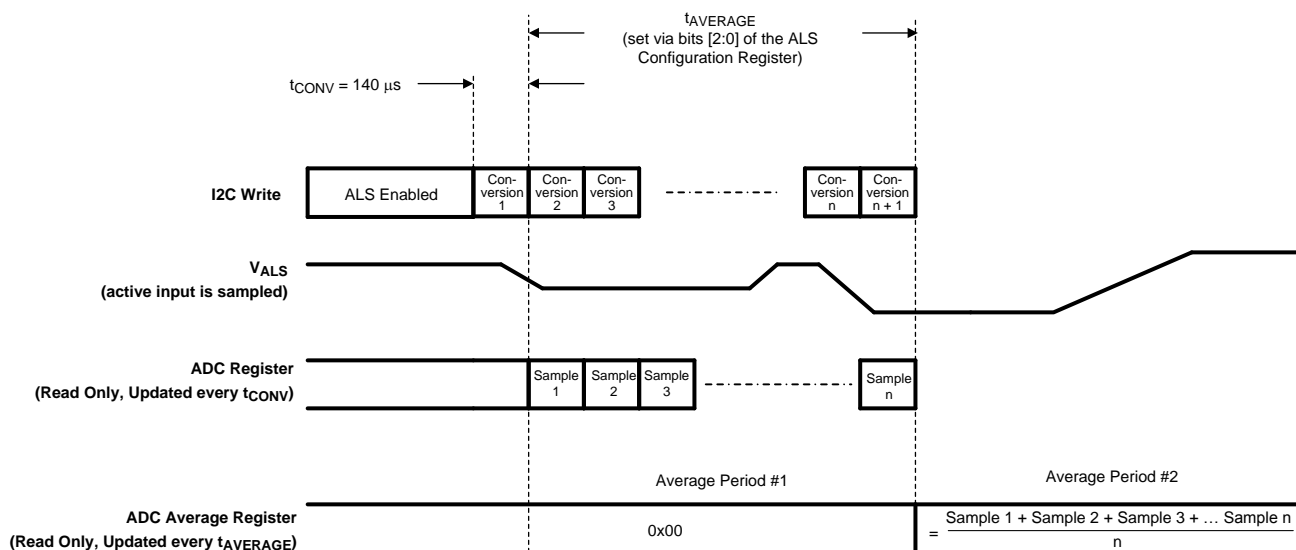 tAVERAGE
(set via bits [2:0] of the ALS
Configuration Register)
tCONV = 140 μs
I2C Write
ALS Enabled
Con-
version
1
Con-
version
2
Con-
version
3
Con-
version
n
Con-
version
n + 1
VALS
(active input is sampled)
ADC Register
(Read Only, Updated every tCONV)
Sample
1
Sample
2
Sample
3
Sample
n
Average Period #1
Average Period #2
ADC Average Register
(Read Only, Updated every tAVERAGE)
0x00
= Sample 1 + Sample 2 + Sample 3 + ... Sample n
n